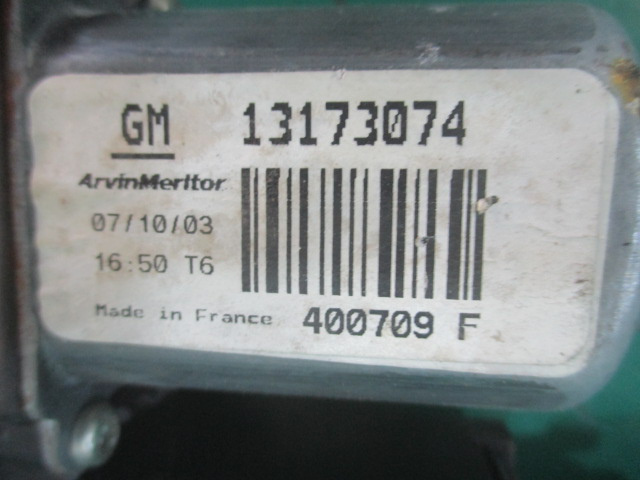 GM 13173074
ArvinMeritor
07/10/03
16:50 T6
Made in France 400709 F